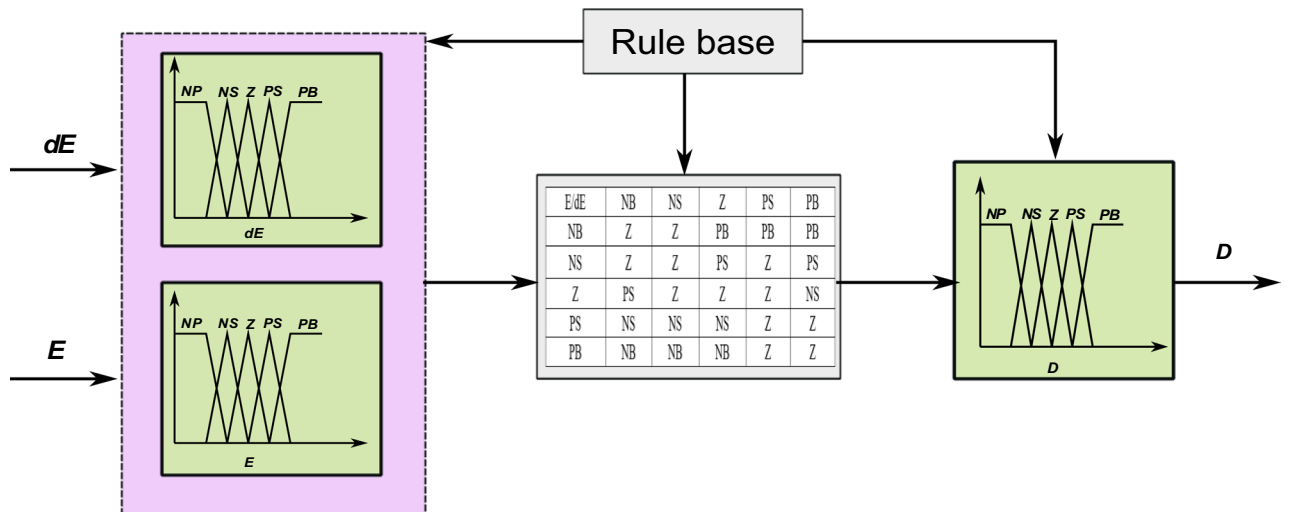 Rule base
dE
NP NS Z PS PB
dE
E
NP NS Z PS PB
E
E/dE NB NS Z PS PB
NB Z Z PB PB PB
NS Z Z PS Z PS
Z PS Z Z Z NS
PS NS NS NS Z Z
PB NB NB NB Z Z
NP NS Z PS PB
D
D